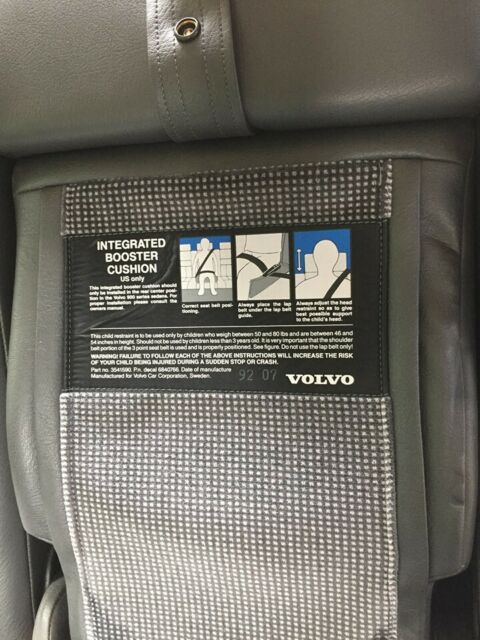 INTEGRATED
BOOSTER
CUSHION
US only
This integrated booster cushion should
only be installed in the rear center posi-
tion in the Volvo 900 series sedans. For
proper installation please consult the
owners manual.
Correct seat belt posi-
tioning.
Always place the lap
belt under the lap belt
guide.
Always adjust the head
restraint so as to give
best possible support
to the child's head.
This child restraint is to be used only by children who weigh between 50 and 80 lbs and are between 46 and
54 inches in height. Should not be used by children less than 3 years old. It is very important that the shoulder
belt portion of the 3 point seat belt is used and is properly positioned. See figure. Do not use the lap belt only!
WARNING! FAILURE TO FOLLOW EACH OF THE ABOVE INSTRUCTIONS WILL INCREASE THE RISK
OF YOUR CHILD BEING INJURED DURING A SUDDEN STOP OR CRASH.
Part no. 3541590. P.n. decal 6840766. Date of manufacture
Manufactured for Volvo Car Corporation, Sweden.
92 07 VOLVO